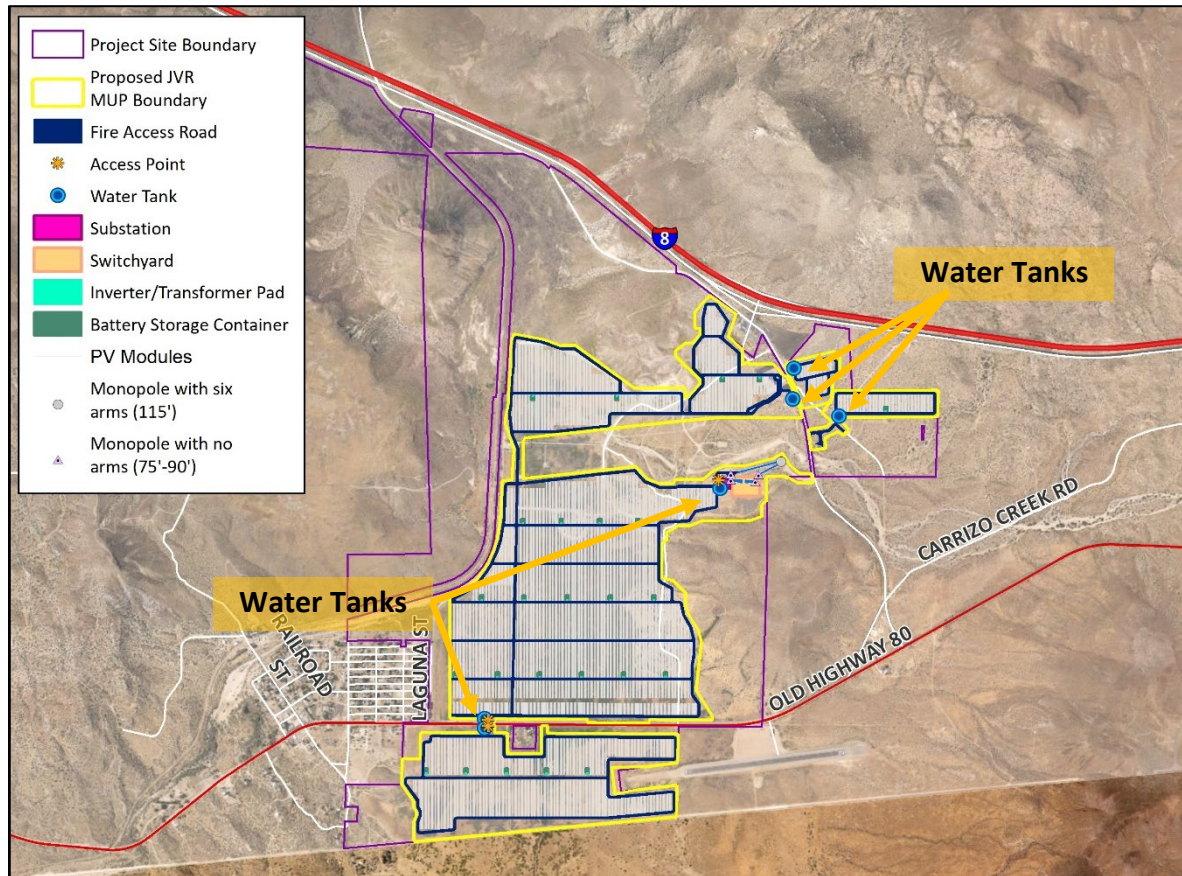 Project Site Boundary
Proposed JVR
MUP Boundary
Fire Access Road
Access Point
Water Tank
Substation
Switchyard
Inverter/Transformer Pad
Battery Storage Container
PV Modules
Monopole with six
arms (115')
Monopole with no
arms (75'-90')
8
Water Tanks
CARRIZO CREEK RD
Water Tanks
RAILROAD
ST
LAGUNA ST
OLD HIGHWAY 80